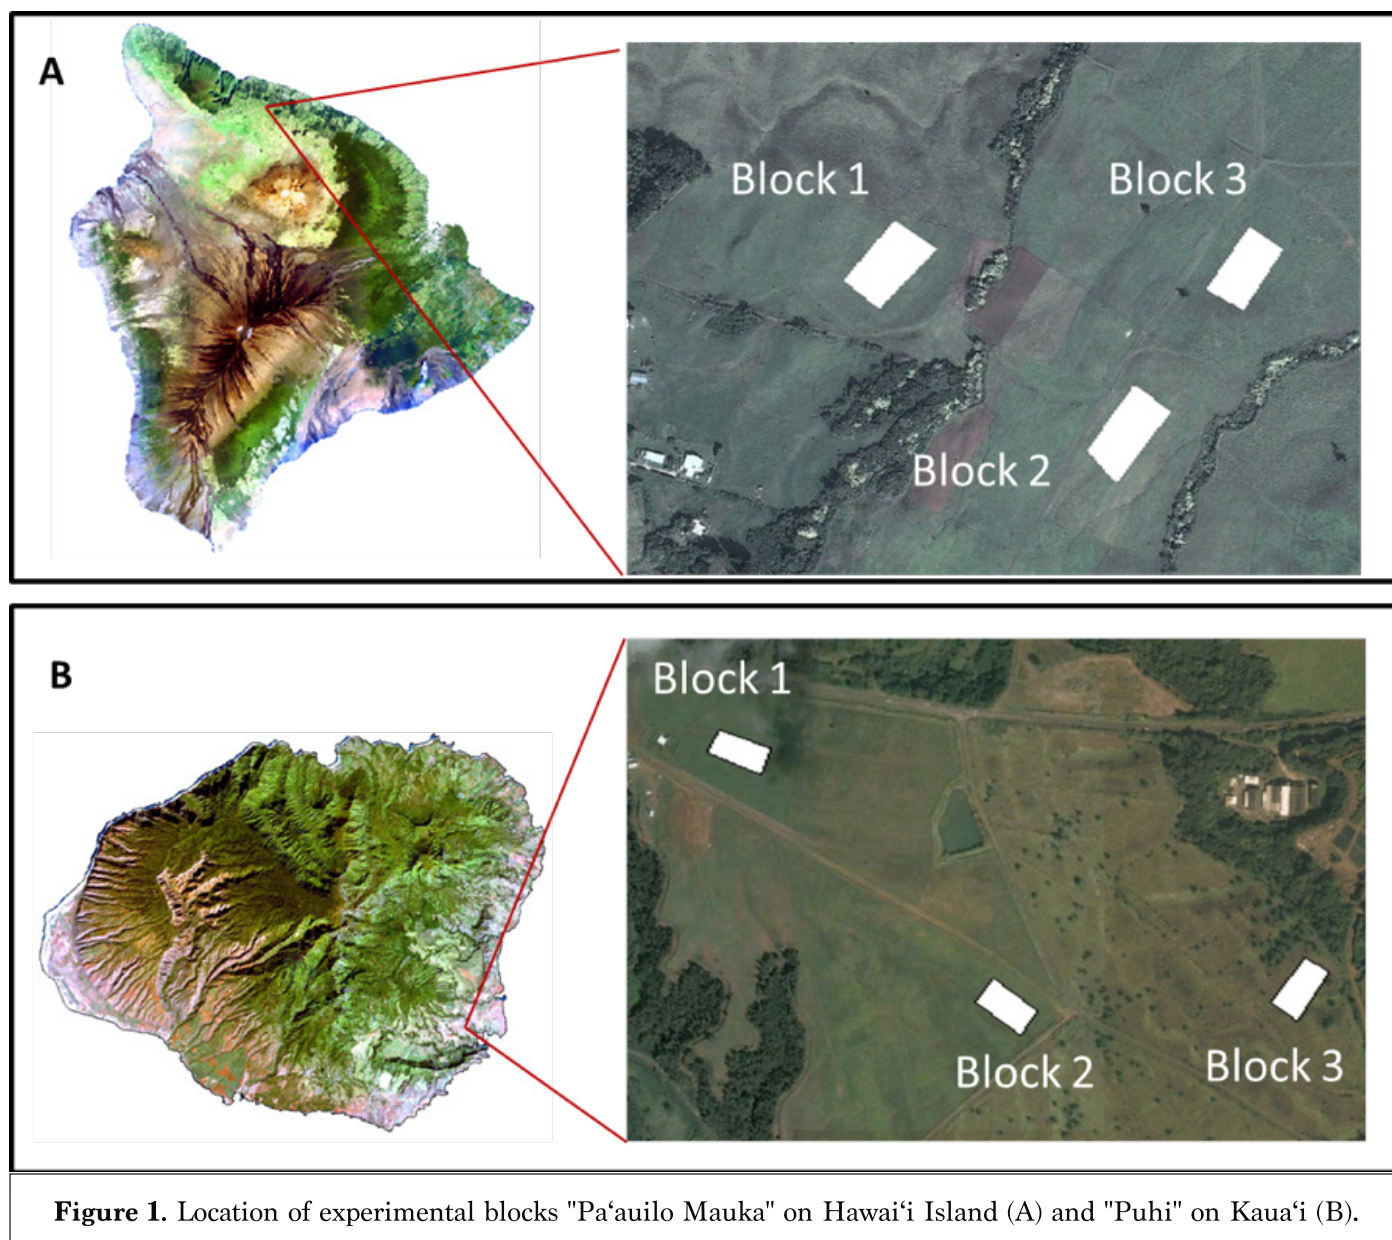 A
Block 1
Block 3
Block 2
B
Block 1
Block 2
Block 3
Figure 1. Location of experimental blocks "Pa‘auilo Mauka" on Hawai‘i Island (A) and "Puhi" on Kaua‘i (B).